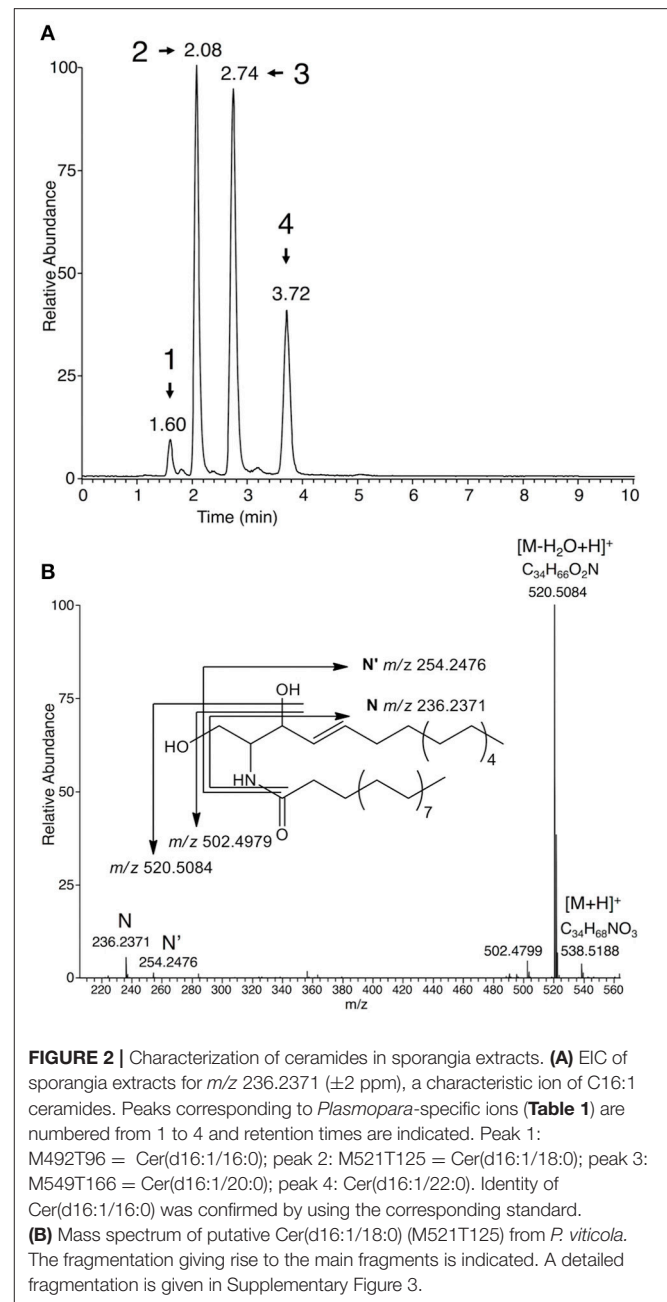 A
2 → 2.08
2.74 ← 3
4
3.72
1
1.60
100
75
50
25
0
Relative Abundance
0 1 2 3 4 5 6 7 8 9 10
Time (min)
B
[M-H₂O+H]⁺
C₃₄H₆₆O₂N
520.5084
100
75
50
25
0
Relative Abundance
N' m/z 254.2476
OH
N m/z 236.2371
HO
4
HN
7
O
m/z 502.4979
m/z 520.5084
N
236.2371
N'
254.2476
502.4799
[M+H]⁺
C₃₄H₆₈NO₃
538.5188
220 240 260 280 300 320 340 360 380 400 420 440 460 480 500 520 540 560
m/z
FIGURE 2 | Characterization of ceramides in sporangia extracts. (A) EIC of
sporangia extracts for m/z 236.2371 (±2 ppm), a characteristic ion of C16:1
ceramides. Peaks corresponding to Plasmopara-specific ions (Table 1) are
numbered from 1 to 4 and retention times are indicated. Peak 1:
M492T96 = Cer(d16:1/16:0); peak 2: M521T125 = Cer(d16:1/18:0); peak 3:
M549T166 = Cer(d16:1/20:0); peak 4: Cer(d16:1/22:0). Identity of
Cer(d16:1/16:0) was confirmed by using the corresponding standard.
(B) Mass spectrum of putative Cer(d16:1/18:0) (M521T125) from P. viticola.
The fragmentation giving rise to the main fragments is indicated. A detailed
fragmentation is given in Supplementary Figure 3.